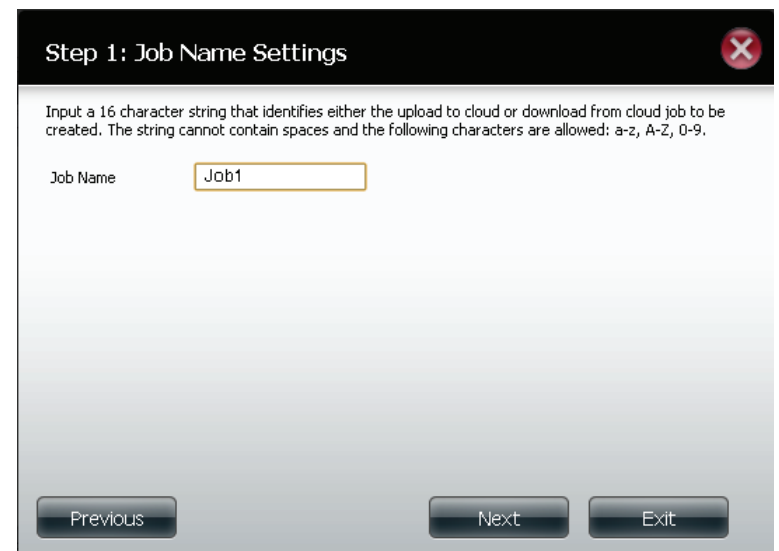 Step 1: Job Name Settings
Input a 16 character string that identifies either the upload to cloud or download from cloud job to be
created. The string cannot contain spaces and the following characters are allowed: a-z, A-Z, 0-9.
Job Name Job1
Previous Next Exit